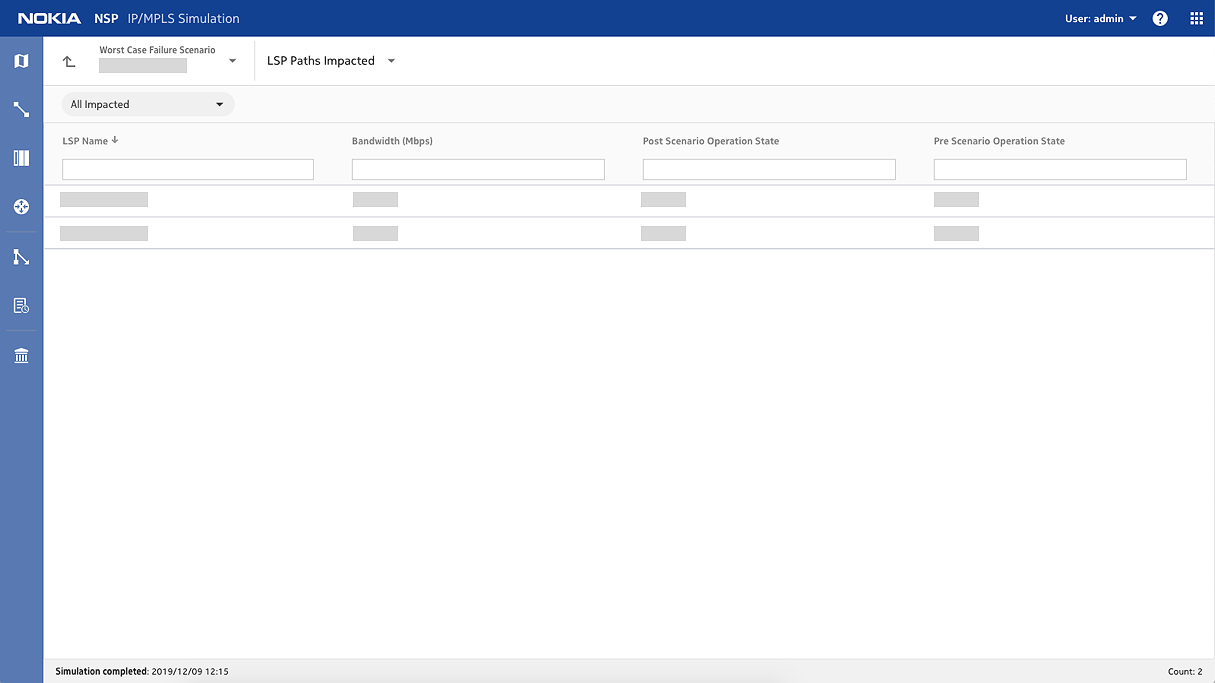 NOKIA NSP IP/MPLS Simulation User: admin ?
Worst Case Failure Scenario
LSP Paths Impacted
All Impacted
LSP Name Bandwidth (Mbps) Post Scenario Operation State Pre Scenario Operation State
Simulation completed: 2019/12/09 12:15 Count: 2